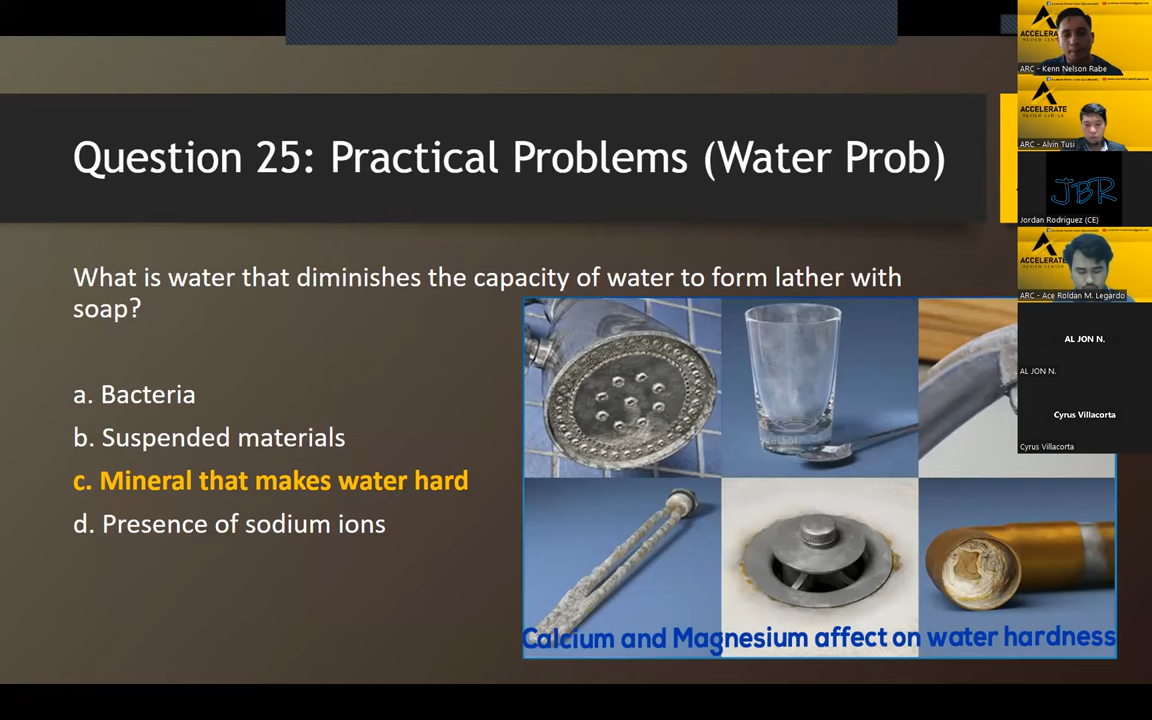 Question 25: Practical Problems (Water Prob)
What is water that diminishes the capacity of water to form lather with
soap?
a. Bacteria
b. Suspended materials
c. Mineral that makes water hard
d. Presence of sodium ions
Calcium and Magnesium affect on water hardness
ACCELERATE
ARC - Kenn Nelson Rabe
ACCELERATE
REVIEW CENTER
ARC - Alvin Tusi
JBR
Jordan Rodriguez (CE)
ACCELERATE
ARC - Ace Roldan M. Legardo
AL JON N.
AL JON N.
Cyrus Villacorta
Cyrus Villacorta